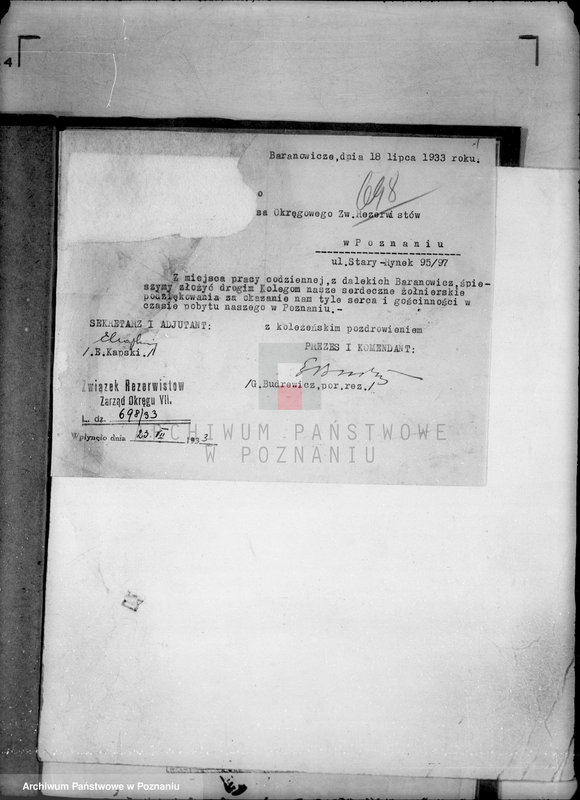 4
1
Baranowicze, dnia 18 lipca 1933 roku.
698
o
sa Okręgowego Zw. Rezerwistów
w Poznaniu
ul. Stary-Rynek 95/97
Z miejsca pracy codziennej, z dalekich Baranowicz, śpie-
szymy złożyć drogim Kolegom nasze serdeczne żołnierskie
podziękowania za okazanie nam tyle serca i gościnności w
czasie pobytu naszego w Poznaniu.-
z koleżeńskim pozdrowieniem
SEKRETARZ I ADJUTANT:
PREZES I KOMENDANT:
/.E.Kapski./
/G.Budrewicz, por.rez./
Związek Rezerwistow
Zarząd Okręgu VII.
L. dz. 698/33
Wpłynęło dnia 23. VII 1933
ARCHIWUM PAŃSTWOWE
W POZNANIU
Archiwum Państwowe w Poznaniu